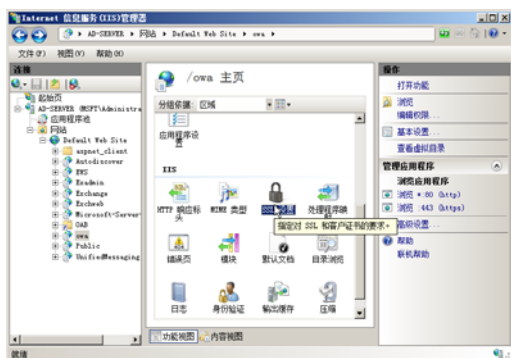 Internet 信息服务(IIS)管理器
AD-SERVER ▸ 网站 ▸ Default Web Site ▸ owa ▸
文件(F) 视图(V) 帮助(H)
连接
起始页
AD-SERVER (MSFT\Administra
应用程序池
网站
Default Web Site
aspnet_client
Autodiscover
EWS
Exadmin
Exchange
Exchweb
Microsoft-Server-
OAB
owa
Public
UnifiedMessaging
/owa 主页
分组依据: 区域
应用程序设置
IIS
HTTP 响应标头
MIME 类型
SSL 设置
处理程序映射
指定对 SSL 和客户证书的要求。
错误页
模块
默认文档
目录浏览
日志
身份验证
输出缓存
压缩
功能视图
内容视图
操作
打开功能
浏览
编辑权限...
基本设置...
查看虚拟目录
管理应用程序
浏览应用程序
浏览 *:80 (http)
浏览 :443 (https)
高级设置...
帮助
联机帮助
就绪